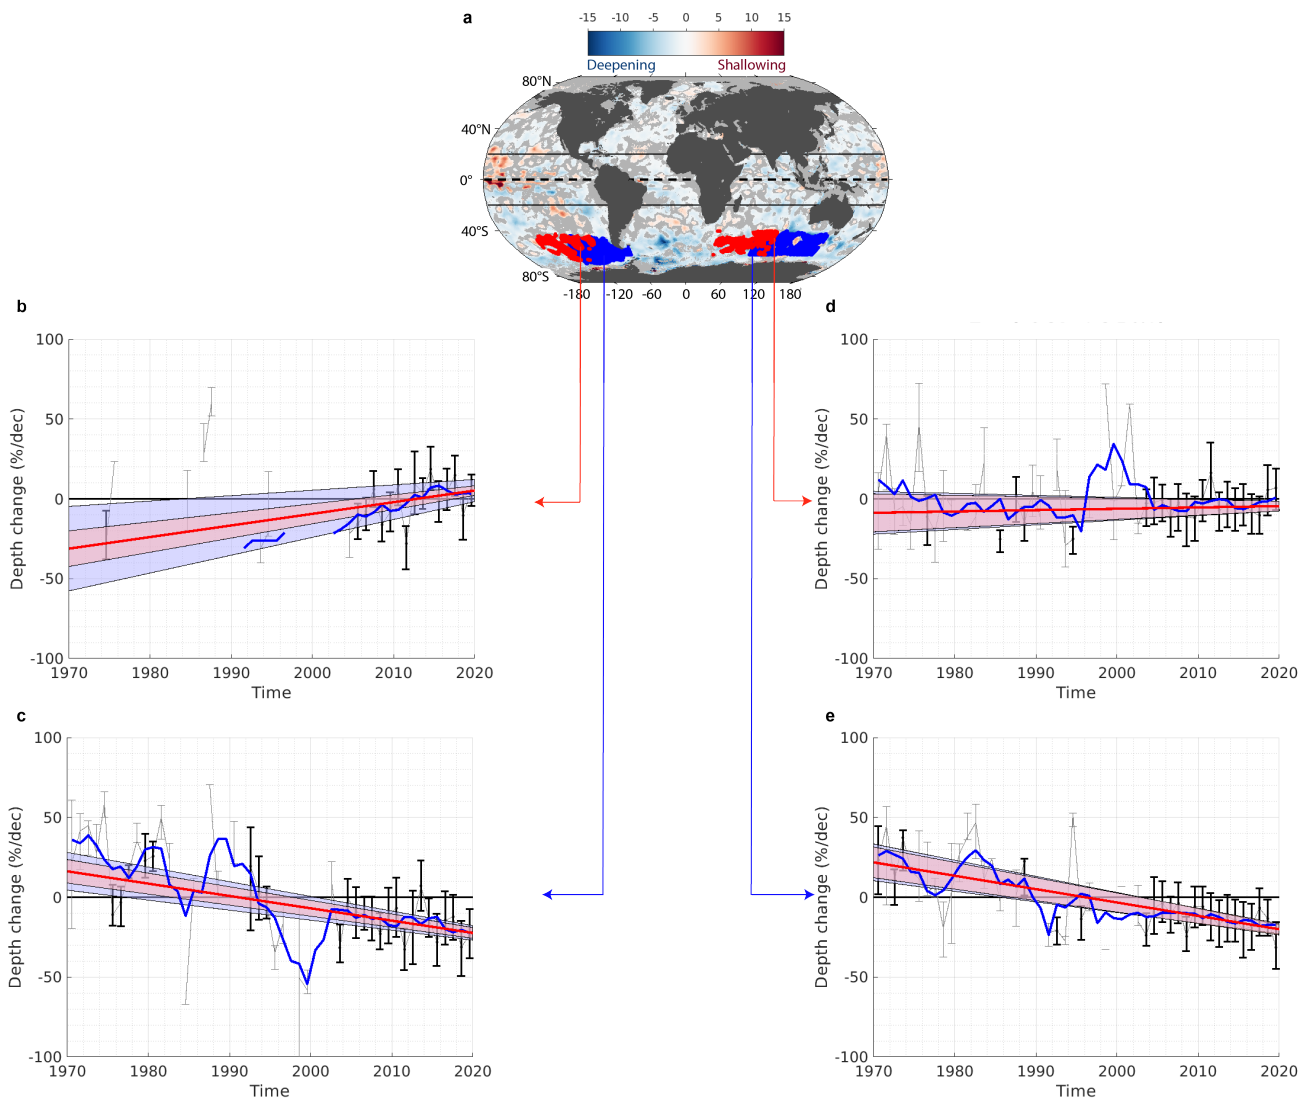 a
-15 -10 -5 0 5 10 15
Deepening Shallowing
80°N
40°N
0°
40°S
80°S
-180 -120 -60 0 60 120 180
b
100
50
0
-50
-100
Depth change (%/dec)
1970 1980 1990 2000 2010 2020
Time
d
100
50
0
-50
-100
Depth change (%/dec)
1970 1980 1990 2000 2010 2020
Time
c
100
50
0
-50
-100
Depth change (%/dec)
1970 1980 1990 2000 2010 2020
Time
e
100
50
0
-50
-100
Depth change (%/dec)
1970 1980 1990 2000 2010 2020
Time